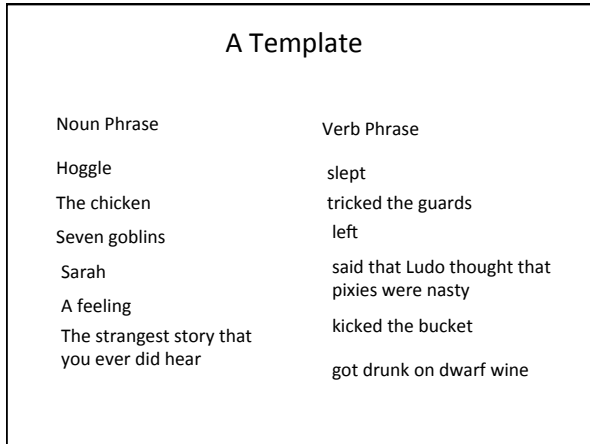 A Template
Noun Phrase
Verb Phrase
Hoggle
slept
The chicken
tricked the guards
Seven goblins
left
Sarah
said that Ludo thought that
pixies were nasty
A feeling
kicked the bucket
The strangest story that
you ever did hear
got drunk on dwarf wine